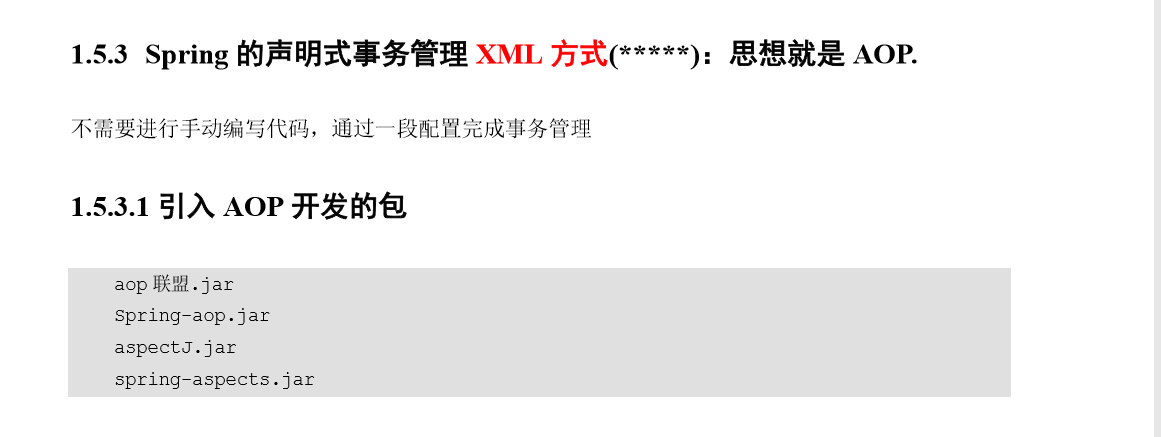 1.5.3 Spring 的声明式事务管理 XML 方式(*****)：思想就是 AOP.
不需要进行手动编写代码，通过一段配置完成事务管理
1.5.3.1 引入 AOP 开发的包
aop 联盟.jar
Spring-aop.jar
aspectJ.jar
spring-aspects.jar